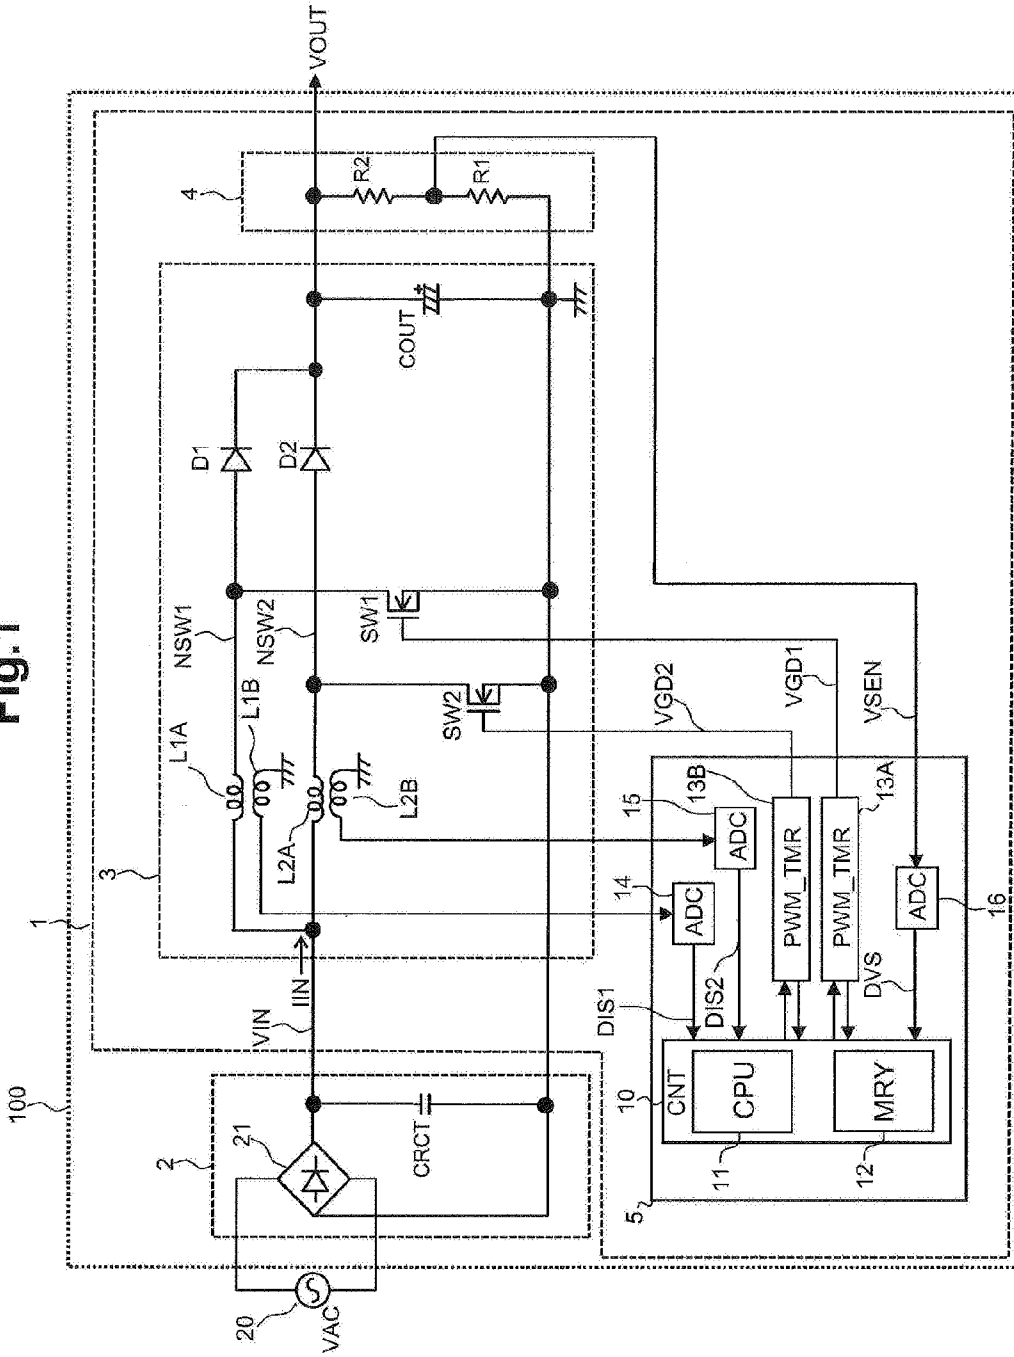 Fig.1
100
1
3
4
VOUT
R2
R1
COUT
D1
D2
NSW1
NSW2
L1A
L1B
L2A
L2B
SW1
SW2
IIN
VIN
2
21
CRCT
20
VAC
VGD2
VGD1
VSEN
5
10
CNT
CPU
11
MRY
12
DIS1
DIS2
DVS
14
ADC
15
ADC
13B
PWM_TMR
13A
PWM_TMR
ADC
16